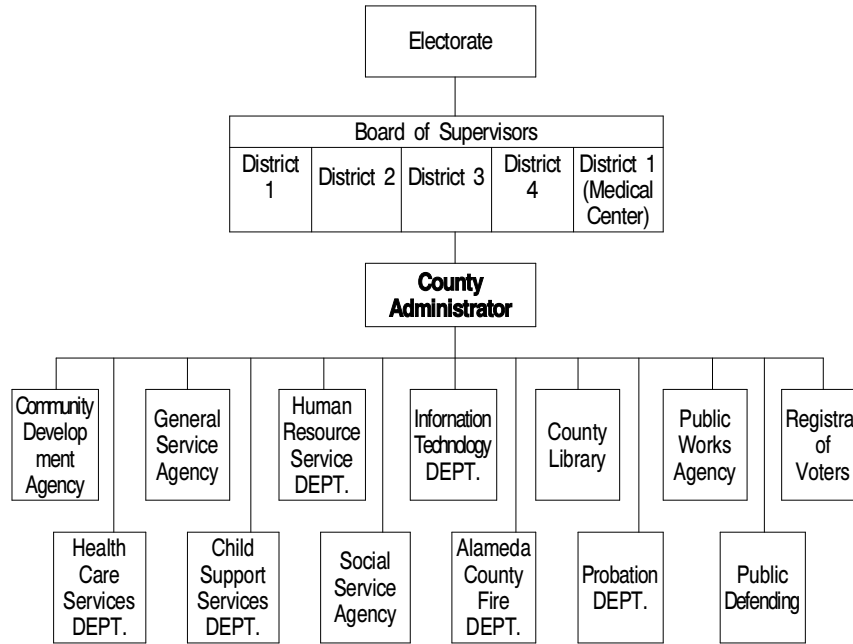 Electorate
Board of Supervisors
District
1
District 2
District 3
District
4
District 1
(Medical
Center)
County
Administrator
Community
Develop
ment
Agency
General
Service
Agency
Human
Resource
Service
DEPT.
Infornation
Technology
DEPT.
County
Library
Public
Works
Agency
Registra
of
Voters
Health
Care
Services
DEPT.
Child
Support
Services
DEPT.
Social
Service
Agency
Alameda
County
Fire
DEPT.
Probation
DEPT.
Public
Defending